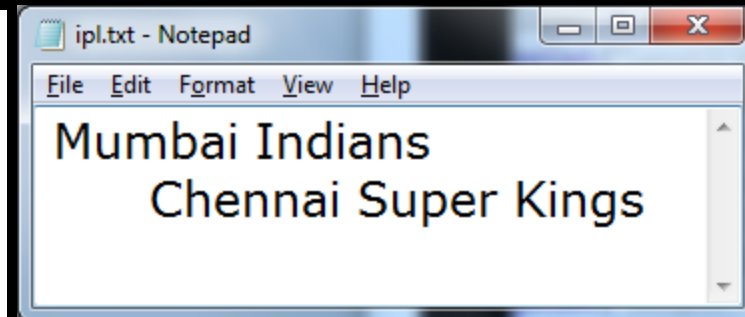 ipl.txt - Notepad
File Edit Format View Help
Mumbai Indians
Chennai Super Kings